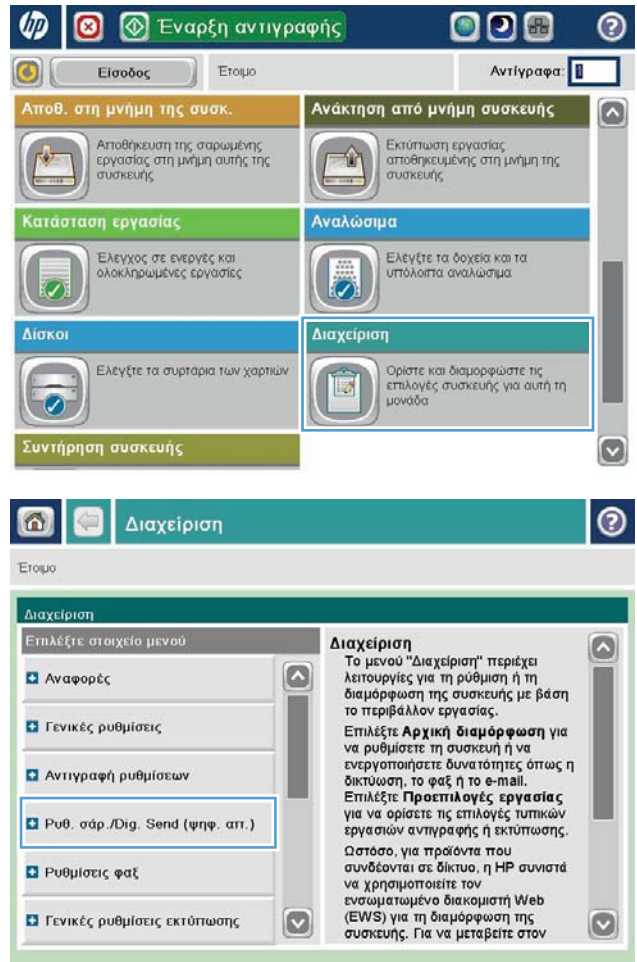 hp
Έναρξη αντιγραφής
?
Είσοδος
Έτοιμο
Αντίγραφα: 1
Αποθ. στη μνήμη της συσκ.
Αποθήκευση της σαρωμένης
εργασίας στη μνήμη αυτής της
συσκευής
Ανάκτηση από μνήμη συσκευής
Εκτύπωση εργασίας
αποθηκευμένης στη μνήμη της
συσκευής
Κατάσταση εργασίας
Έλεγχος σε ενεργές και
ολοκληρωμένες εργασίες
Αναλώσιμα
Ελέγξτε τα δοχεία και τα
υπόλοιπα αναλώσιμα
Δίσκοι
Ελέγξτε τα συρτάρια των χαρτιών
Διαχείριση
Ορίστε και διαμορφώστε τις
επιλογές συσκευής για αυτή τη
μονάδα
Συντήρηση συσκευής
Διαχείριση
?
Έτοιμο
Διαχείριση
Επιλέξτε στοιχείο μενού
Αναφορές
Γενικές ρυθμίσεις
Αντιγραφή ρυθμίσεων
Ρυθ. σάρ./Dig. Send (ψηφ. απ.)
Ρυθμίσεις φαξ
Γενικές ρυθμίσεις εκτύπωσης
Διαχείριση
Το μενού "Διαχείριση" περιέχει
λειτουργίες για τη ρύθμιση ή τη
διαμόρφωση της συσκευής με βάση
το περιβάλλον εργασίας.
Επιλέξτε Αρχική διαμόρφωση για
να ρυθμίσετε τη συσκευή ή να
ενεργοποιήσετε δυνατότητες όπως η
δικτύωση, το φαξ ή το e-mail.
Επιλέξτε Προεπιλογές εργασίας
για να ορίσετε τις επιλογές τυπικών
εργασιών αντιγραφής ή εκτύπωσης.
Ωστόσο, για προϊόντα που
συνδέονται σε δίκτυο, η HP συνιστά
να χρησιμοποιείτε τον
ενσωματωμένο διακομιστή Web
(EWS) για τη διαμόρφωση της
συσκευής. Για να μεταβείτε στον